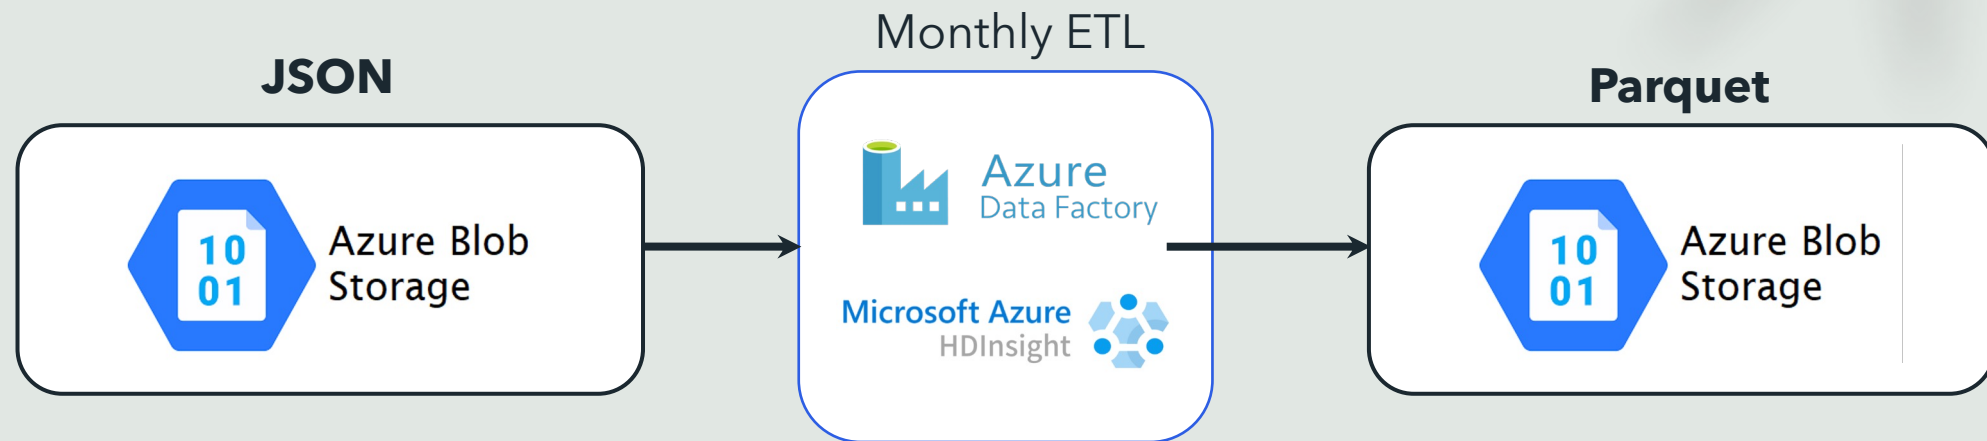 Monthly ETL
JSON
Parquet
10
01
Azure Blob
Storage
Azure
Data Factory
Microsoft Azure
HDInsight
10
01
Azure Blob
Storage